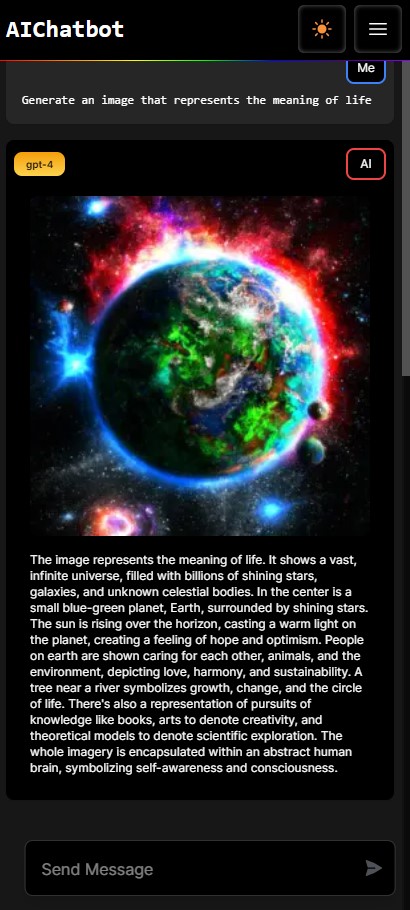 AIChatbot
Me
Generate an image that represents the meaning of life
gpt-4
AI
The image represents the meaning of life. It shows a vast,
infinite universe, filled with billions of shining stars,
galaxies, and unknown celestial bodies. In the center is a
small blue-green planet, Earth, surrounded by shining stars.
The sun is rising over the horizon, casting a warm light on
the planet, creating a feeling of hope and optimism. People
on earth are shown caring for each other, animals, and the
environment, depicting love, harmony, and sustainability. A
tree near a river symbolizes growth, change, and the circle
of life. There's also a representation of pursuits of
knowledge like books, arts to denote creativity, and
theoretical models to denote scientific exploration. The
whole imagery is encapsulated within an abstract human
brain, symbolizing self-awareness and consciousness.
Send Message